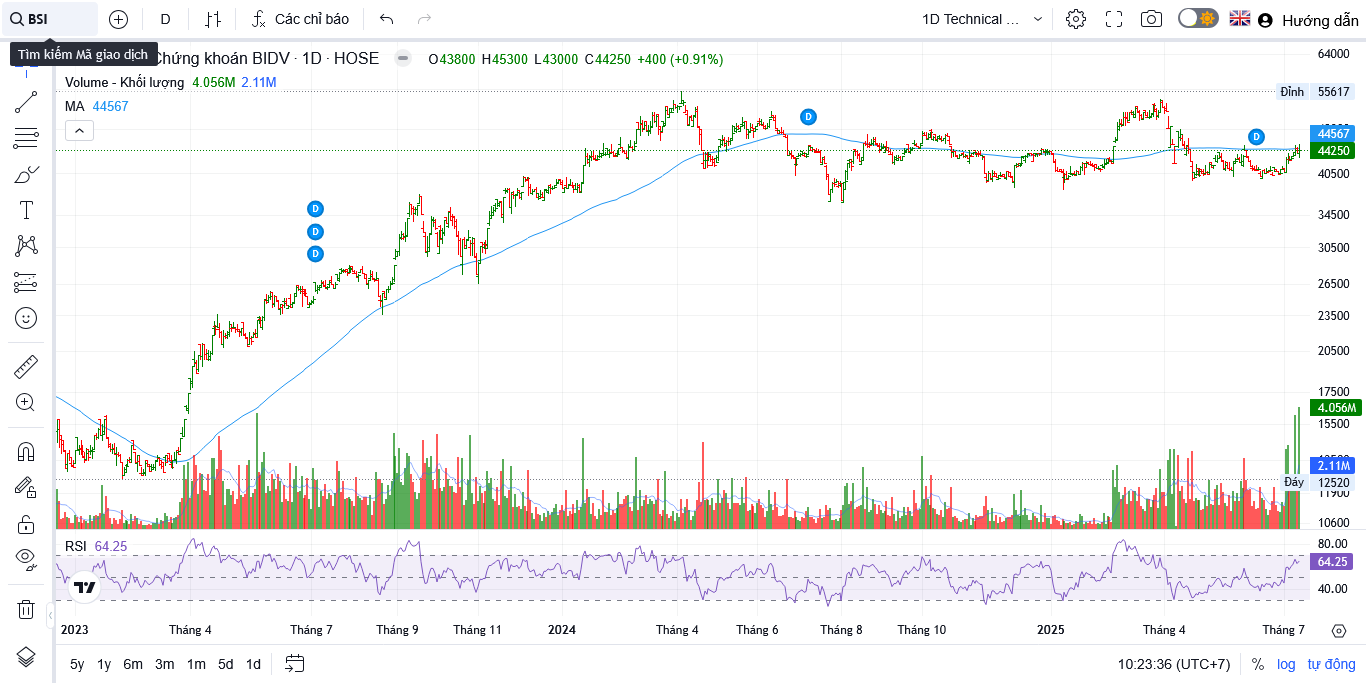 BSI
D
Các chỉ báo
1D Technical ...
Hướng dẫn
Tìm kiếm Mã giao dịch
Chứng khoán BIDV · 1D · HOSE
O43800 H45300 L43000 C44250 +400 (+0.91%)
Volume - Khối lượng 4.056M 2.11M
MA 44567
64000
Đỉnh 55617
44567
44250
40500
34500
30500
26500
23500
20500
17500
4.056M
15500
2.11M
Đáy 12520
11900
10600
D
D
D
D
D
RSI 64.25
80.00
64.25
40.00
2023 Tháng 4 Tháng 7 Tháng 9 Tháng 11 2024 Tháng 4 Tháng 6 Tháng 8 Tháng 10 2025 Tháng 4 Tháng 7
5y 1y 6m 3m 1m 5d 1d
10:23:36 (UTC+7) % log tự động